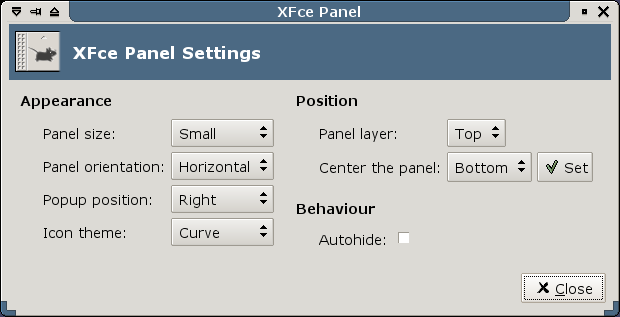 XFce Panel
XFce Panel Settings
Appearance
Panel size: Small
Panel orientation: Horizontal
Popup position: Right
Icon theme: Curve
Position
Panel layer: Top
Center the panel: Bottom Set
Behaviour
Autohide:
Close